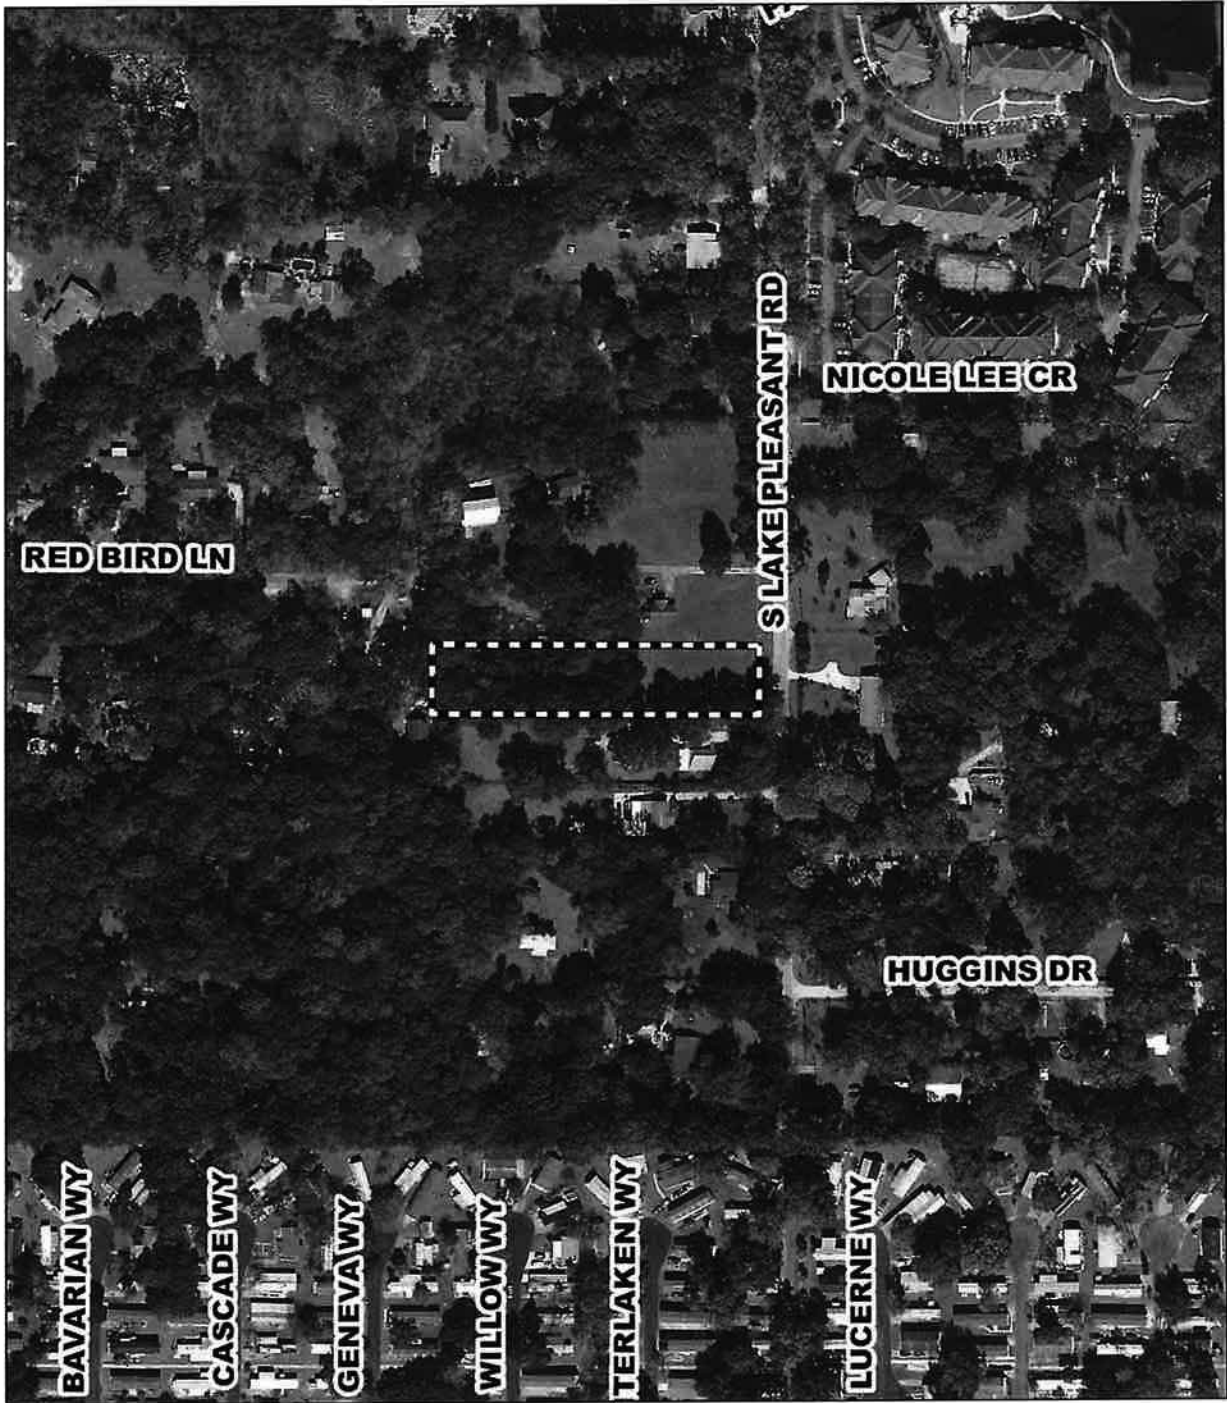 NICOLE LEE CR
S LAKE PLEASANT RD
RED BIRD LN
HUGGINS DR
BAVARIAN WY
CASCADE WY
GENEVA WY
WILLOW WY
TERLAKEN WY
LUCERNE WY